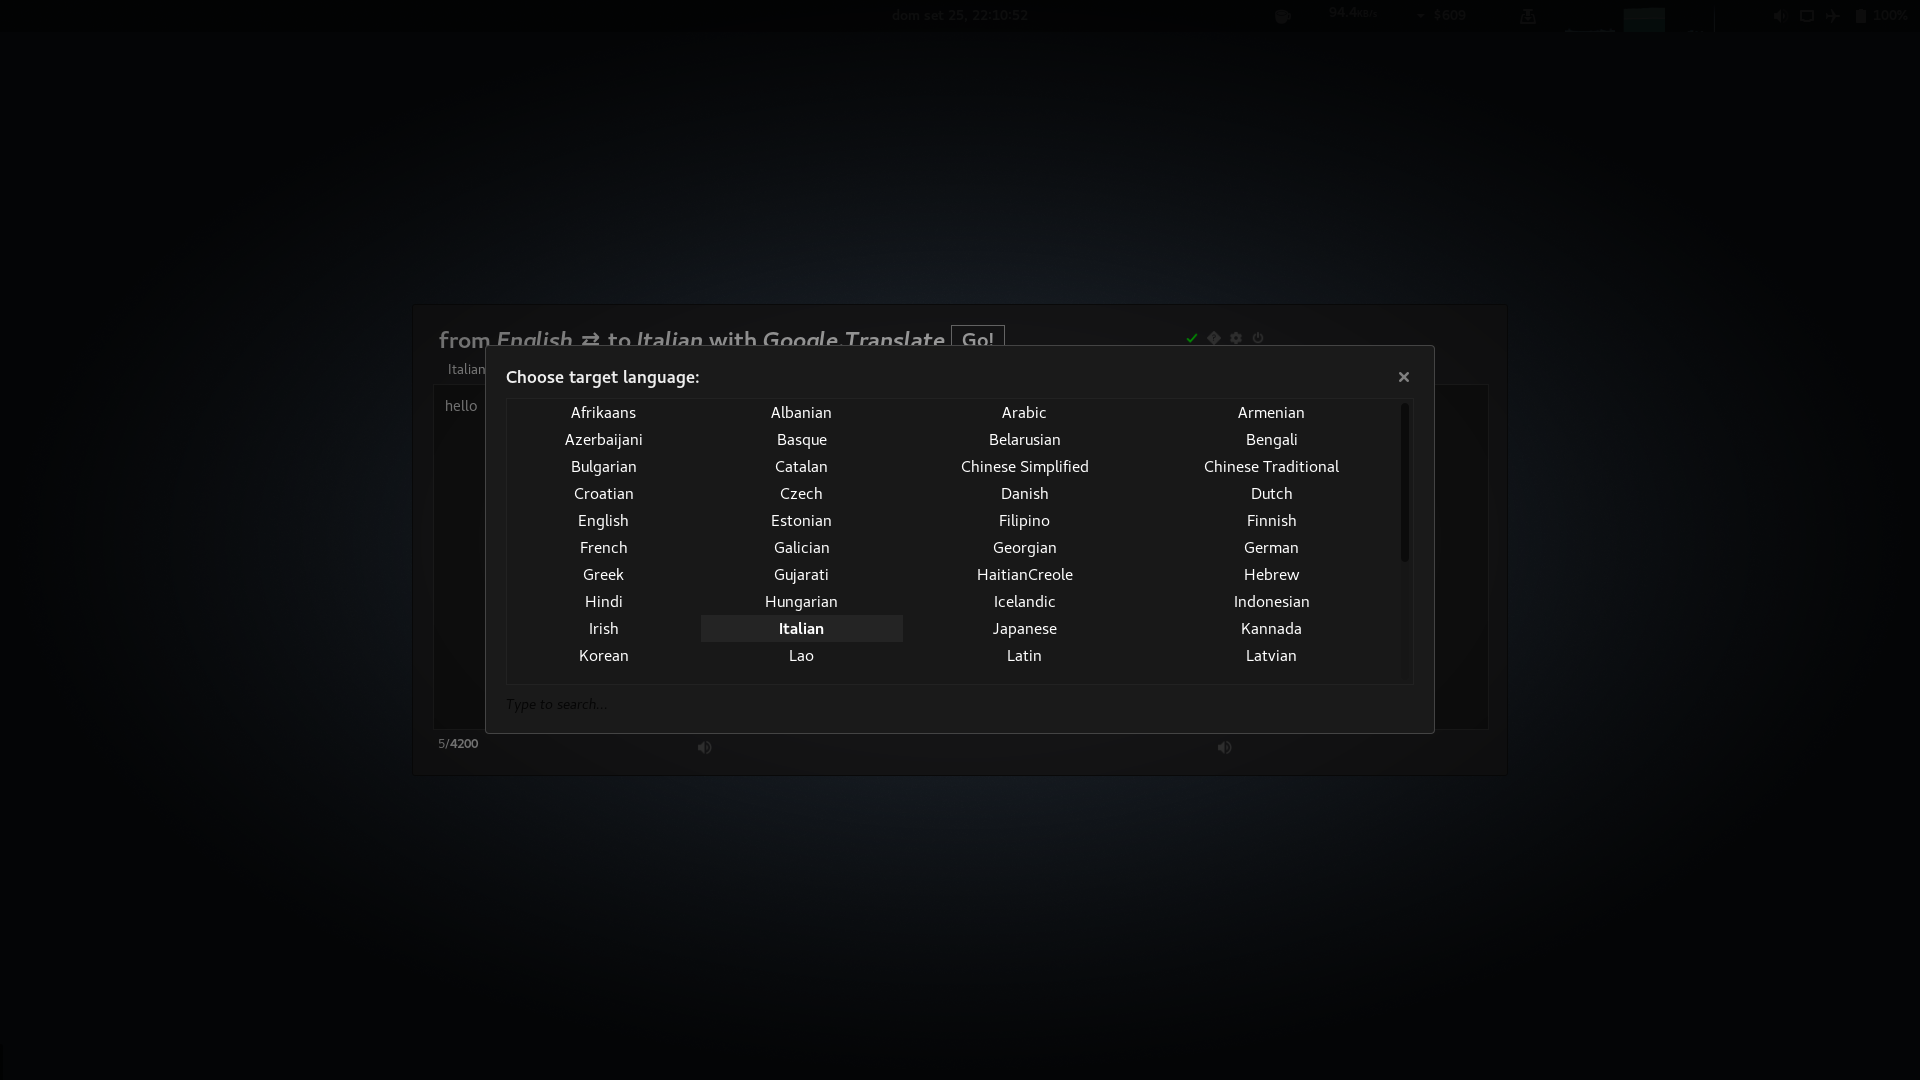 dom set 25, 22:10:52 94.4kB/s $609 100%
from English ⇄ to Italian with Google.Translate Go!
Italian
hello
Choose target language:
Afrikaans Albanian Arabic Armenian
Azerbaijani Basque Belarusian Bengali
Bulgarian Catalan Chinese Simplified Chinese Traditional
Croatian Czech Danish Dutch
English Estonian Filipino Finnish
French Galician Georgian German
Greek Gujarati HaitianCreole Hebrew
Hindi Hungarian Icelandic Indonesian
Irish Italian Japanese Kannada
Korean Lao Latin Latvian
Type to search...
5/4200